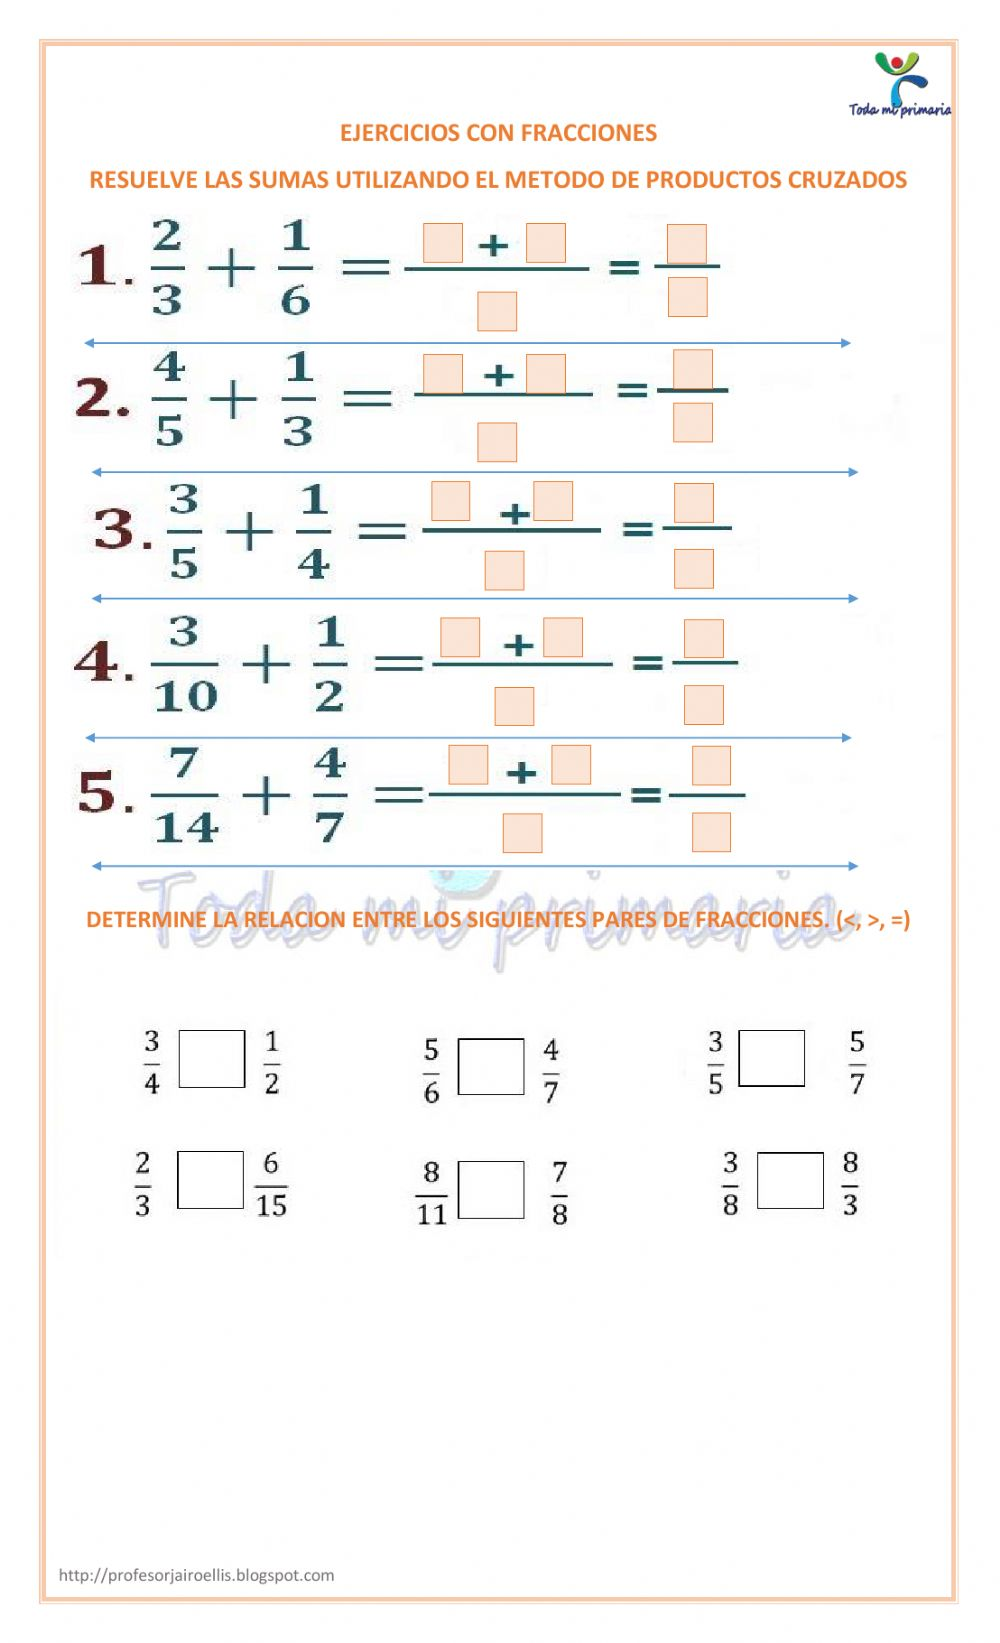 Toda mi primaria
EJERCICIOS CON FRACCIONES
RESUELVE LAS SUMAS UTILIZANDO EL METODO DE PRODUCTOS CRUZADOS
1. 2/3 + 1/6 = + =
2. 4/5 + 1/3 = + =
3. 3/5 + 1/4 = + =
4. 3/10 + 1/2 = + =
5. 7/14 + 4/7 = + =
Toda mi primaria
DETERMINE LA RELACION ENTRE LOS SIGUIENTES PARES DE FRACCIONES. (<, >, =)
3/4 1/2 5/6 4/7 3/5 5/7
2/3 6/15 8/11 7/8 3/8 8/3
http://profesorjairoellis.blogspot.com